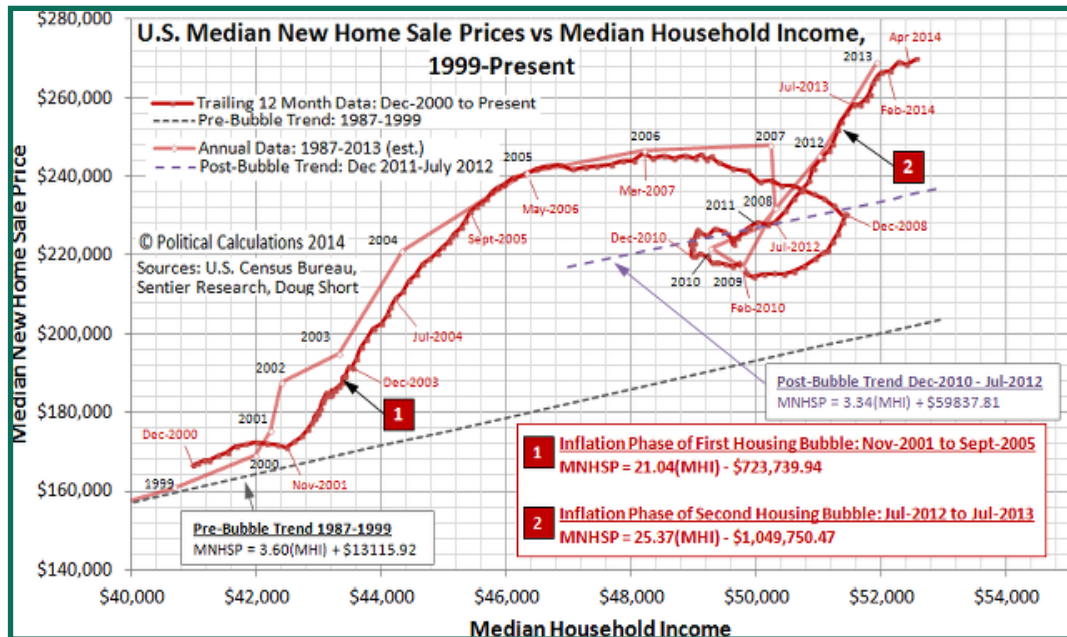 U.S. Median New Home Sale Prices vs Median Household Income,
1999-Present
Trailing 12 Month Data: Dec-2000 to Present
Pre-Bubble Trend: 1987-1999
Annual Data: 1987-2013 (est.)
Post-Bubble Trend: Dec 2011-July 2012
© Political Calculations 2014
Sources: U.S. Census Bureau,
Sentier Research, Doug Short
Median New Home Sale Price
$280,000
$260,000
$240,000
$220,000
$200,000
$180,000
$160,000
$140,000
Apr 2014
2013
Jul-2013
Feb-2014
2012
2
2007
2006
2005
Mar-2007
May-2006
2008
2011
Dec-2008
Jul-2012
Dec-2010
2010
2009
Feb-2010
Sept-2005
2004
Jul-2004
2003
2002
Dec-2003
1
2001
Dec-2000
2000
Nov-2001
1999
Post-Bubble Trend Dec-2010 - Jul-2012
MNHSP = 3.34(MHI) + $59837.81
1 Inflation Phase of First Housing Bubble: Nov-2001 to Sept-2005
MNHSP = 21.04(MHI) - $723,739.94
2 Inflation Phase of Second Housing Bubble: Jul-2012 to Jul-2013
MNHSP = 25.37(MHI) - $1,049,750.47
Pre-Bubble Trend 1987-1999
MNHSP = 3.60(MHI) + $13115.92
$40,000
$42,000
$44,000
$46,000
$48,000
$50,000
$52,000
$54,000
Median Household Income